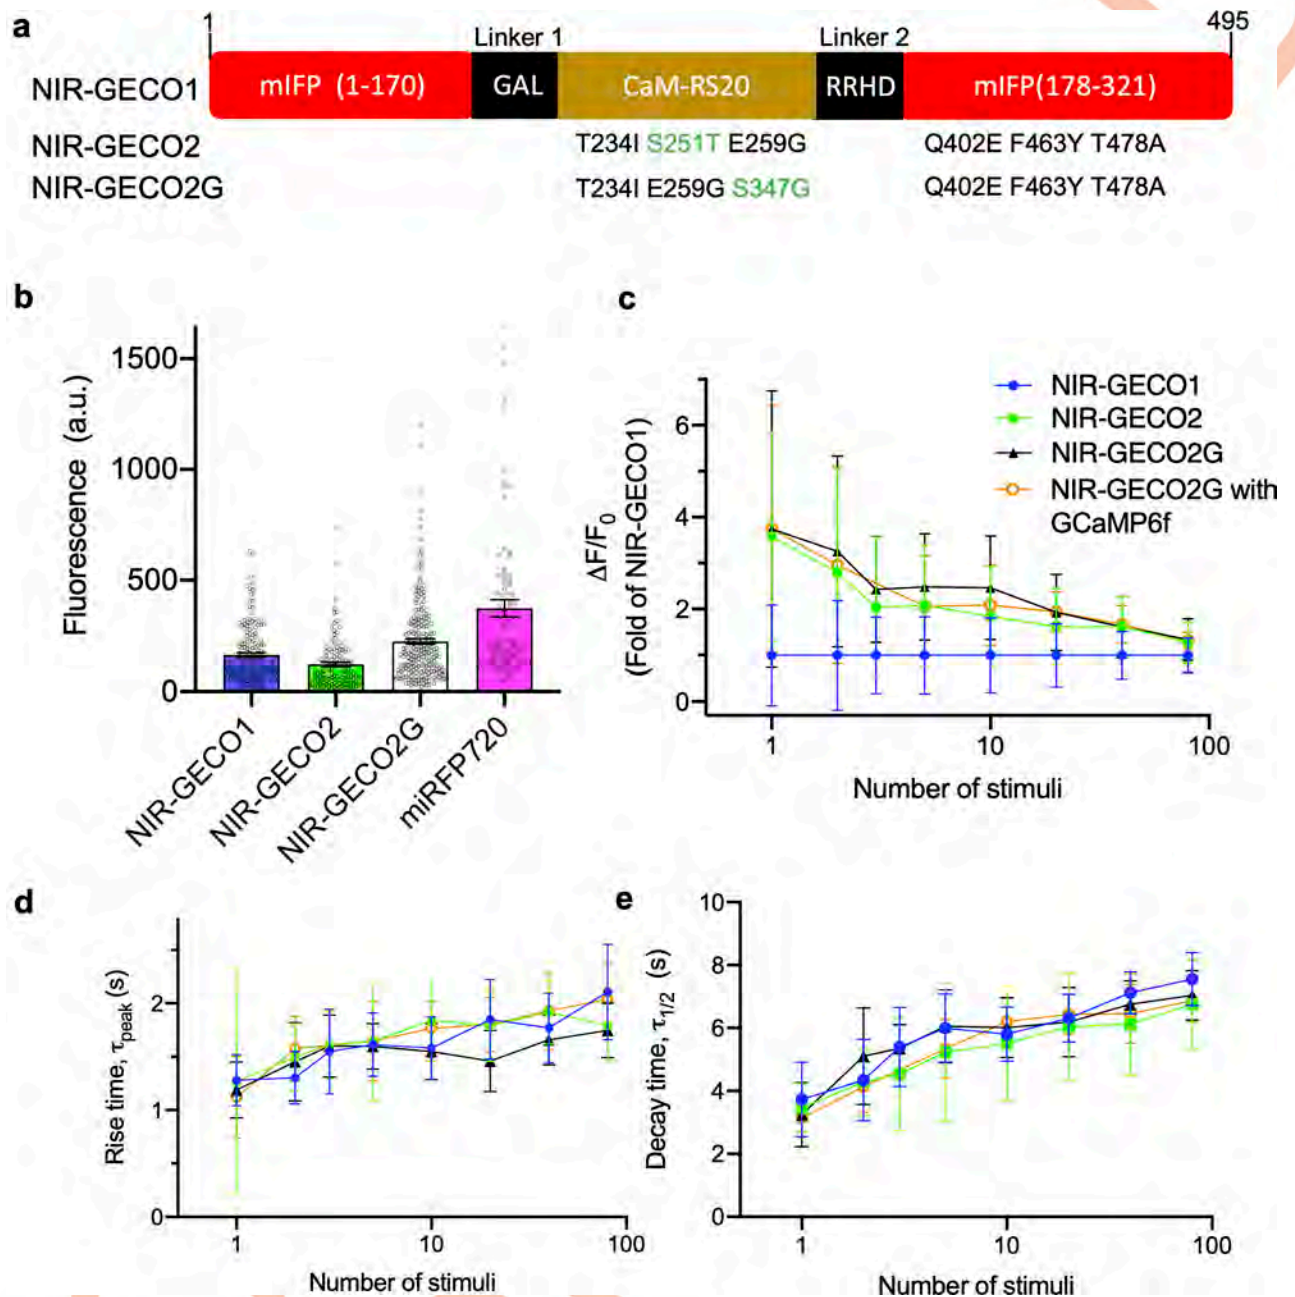 a
1
Linker 1
Linker 2
495
NIR-GECO1
mIFP (1-170)
GAL
CaM-RS20
RRHD
mIFP(178-321)
NIR-GECO2
T234I S251T E259G
Q402E F463Y T478A
NIR-GECO2G
T234I E259G S347G
Q402E F463Y T478A
b
Fluorescence (a.u.)
1500
1000
500
0
NIR-GECO1
NIR-GECO2
NIR-GECO2G
miRFP720
c
ΔF/F0
(Fold of NIR-GECO1)
6
4
2
0
1
10
100
Number of stimuli
NIR-GECO1
NIR-GECO2
NIR-GECO2G
NIR-GECO2G with
GCaMP6f
d
Rise time, τpeak (s)
2
1
0
1
10
100
Number of stimuli
e
Decay time, τ1/2 (s)
10
8
6
4
2
0
1
10
100
Number of stimuli